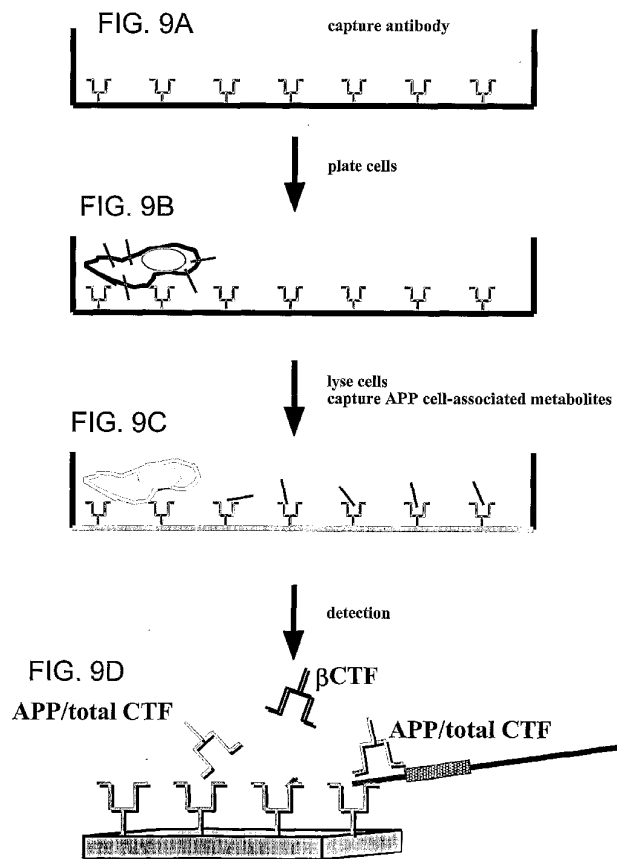 FIG. 9A
capture antibody
plate cells
FIG. 9B
lyse cells
capture APP cell-associated metabolites
FIG. 9C
detection
FIG. 9D
βCTF
APP/total CTF
APP/total CTF